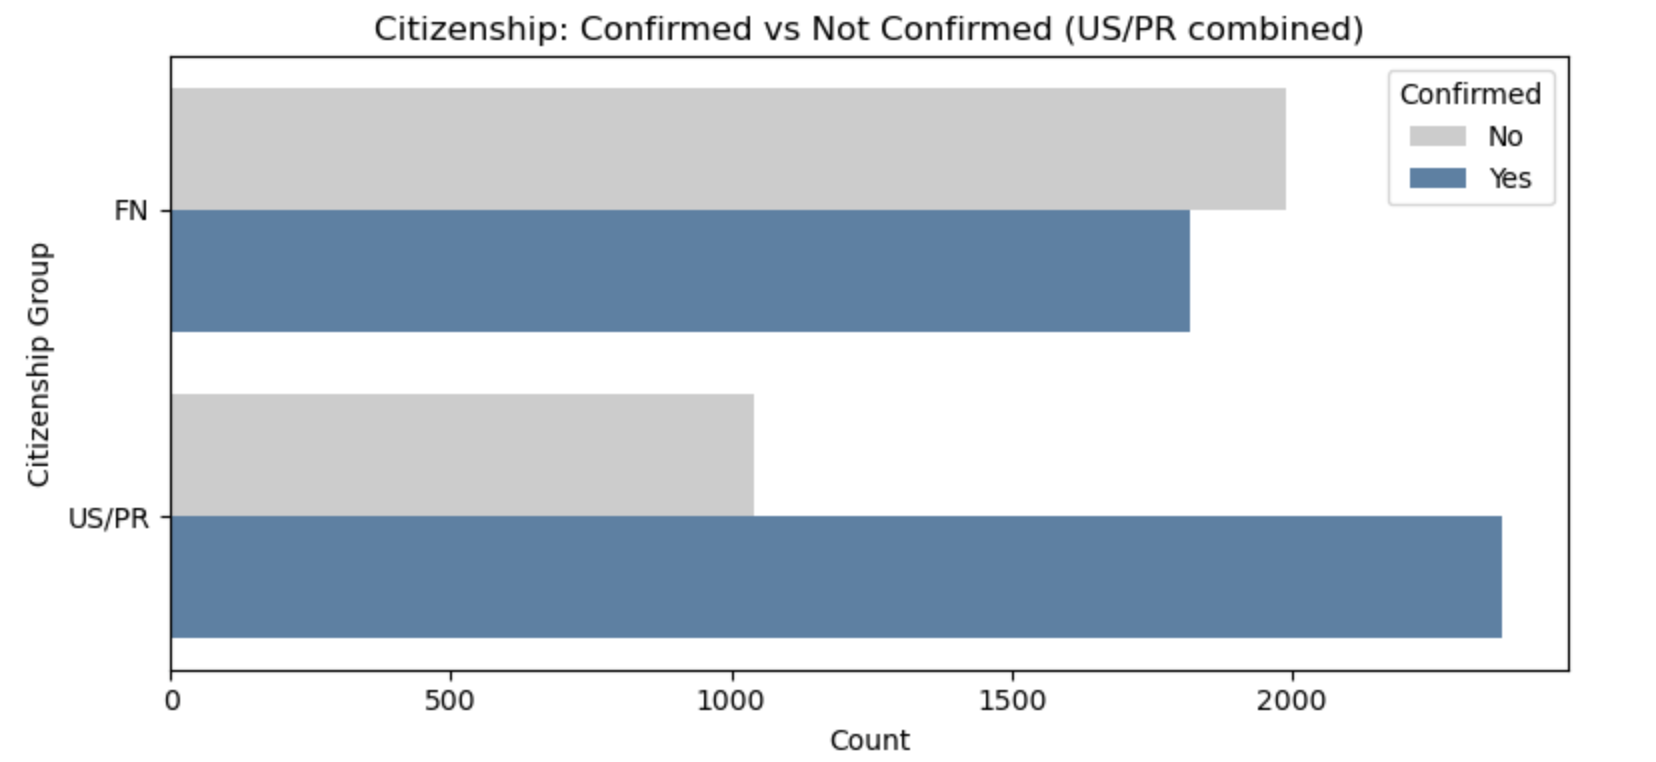 Citizenship: Confirmed vs Not Confirmed (US/PR combined)
Confirmed
No
Yes
Citizenship Group
FN
US/PR
0 500 1000 1500 2000
Count